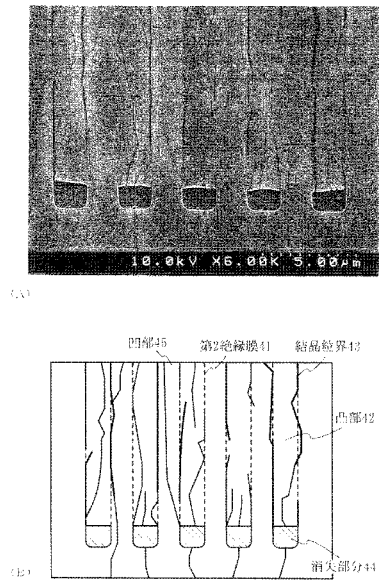 10.0kV X6.00K 5.00μm
(A)
凹部45
第2絶縁膜41
結晶粒界43
凸部42
消失部分44
(B)